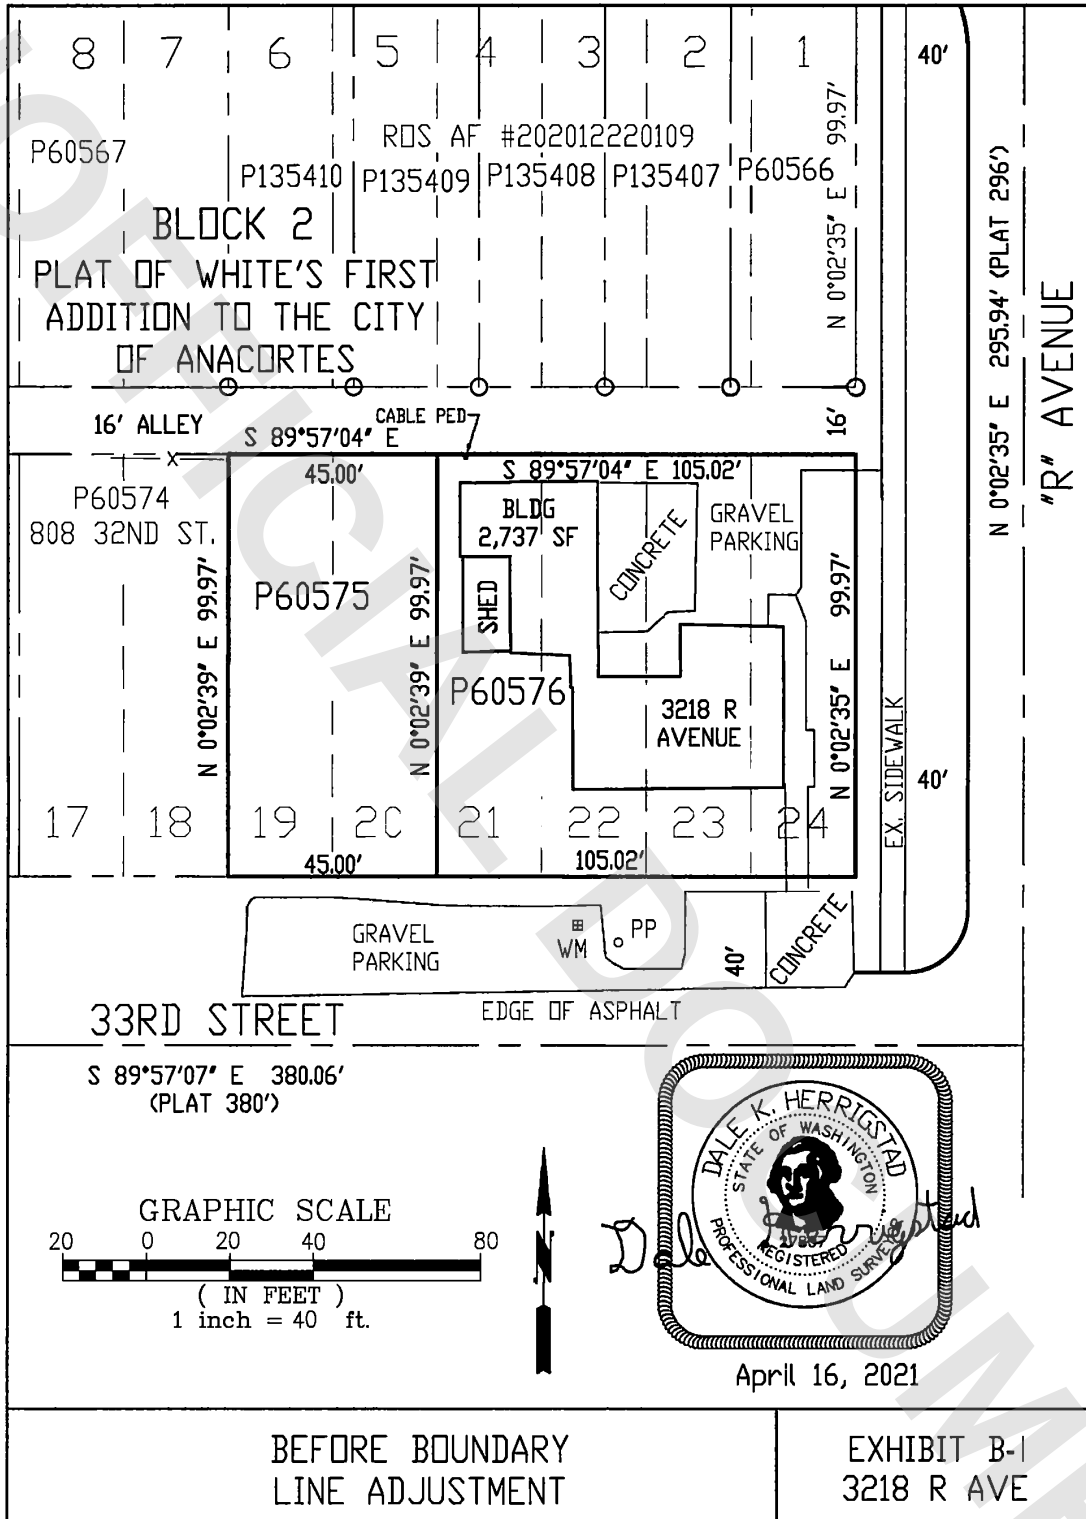 8 7 6 5 4 3 2 1
40'
ROS AF #202012220109
P60567
P135410 P135409 P135408 P135407 P60566
N 0°02'35" E 99.97'
BLOCK 2
PLAT OF WHITE'S FIRST
ADDITION TO THE CITY
OF ANACORTES
N 0°02'35" E 295.94' (PLAT 296')
"R" AVENUE
16' ALLEY
CABLE PED
16'
S 89°57'04" E
45.00'
S 89°57'04" E 105.02'
X
P60574
808 32ND ST.
BLDG
2,737 SF
CONCRETE
GRAVEL
PARKING
N 0°02'39" E 99.97'
P60575
N 0°02'39" E 99.97'
SHED
P60576
3218 R
AVENUE
N 0°02'35" E 99.97'
EX. SIDEWALK
40'
17 18 19 20 21 22 23 24
45.00'
105.02'
GRAVEL
PARKING
WM
PP
40'
CONCRETE
EDGE OF ASPHALT
33RD STREET
S 89°57'07" E 380.06'
(PLAT 380')
DALE K. HERRIGSTAD
STATE OF WASHINGTON
REGISTERED
PROFESSIONAL LAND SURVEYOR
Dale Herrigstad
GRAPHIC SCALE
20 0 20 40 80
( IN FEET )
1 inch = 40 ft.
N
April 16, 2021
BEFORE BOUNDARY
LINE ADJUSTMENT
EXHIBIT B-1
3218 R AVE
OFFICIAL DOCUM